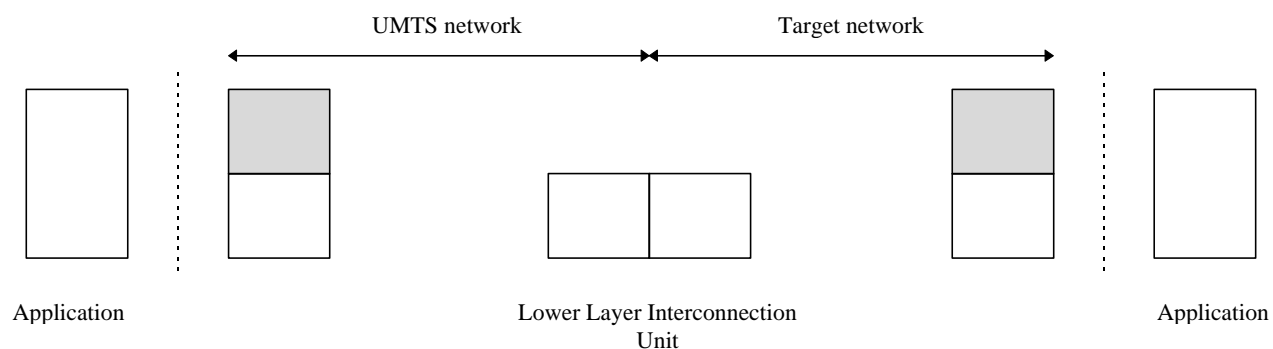 UMTS network
Target network
Application
Lower Layer Interconnection
Unit
Application